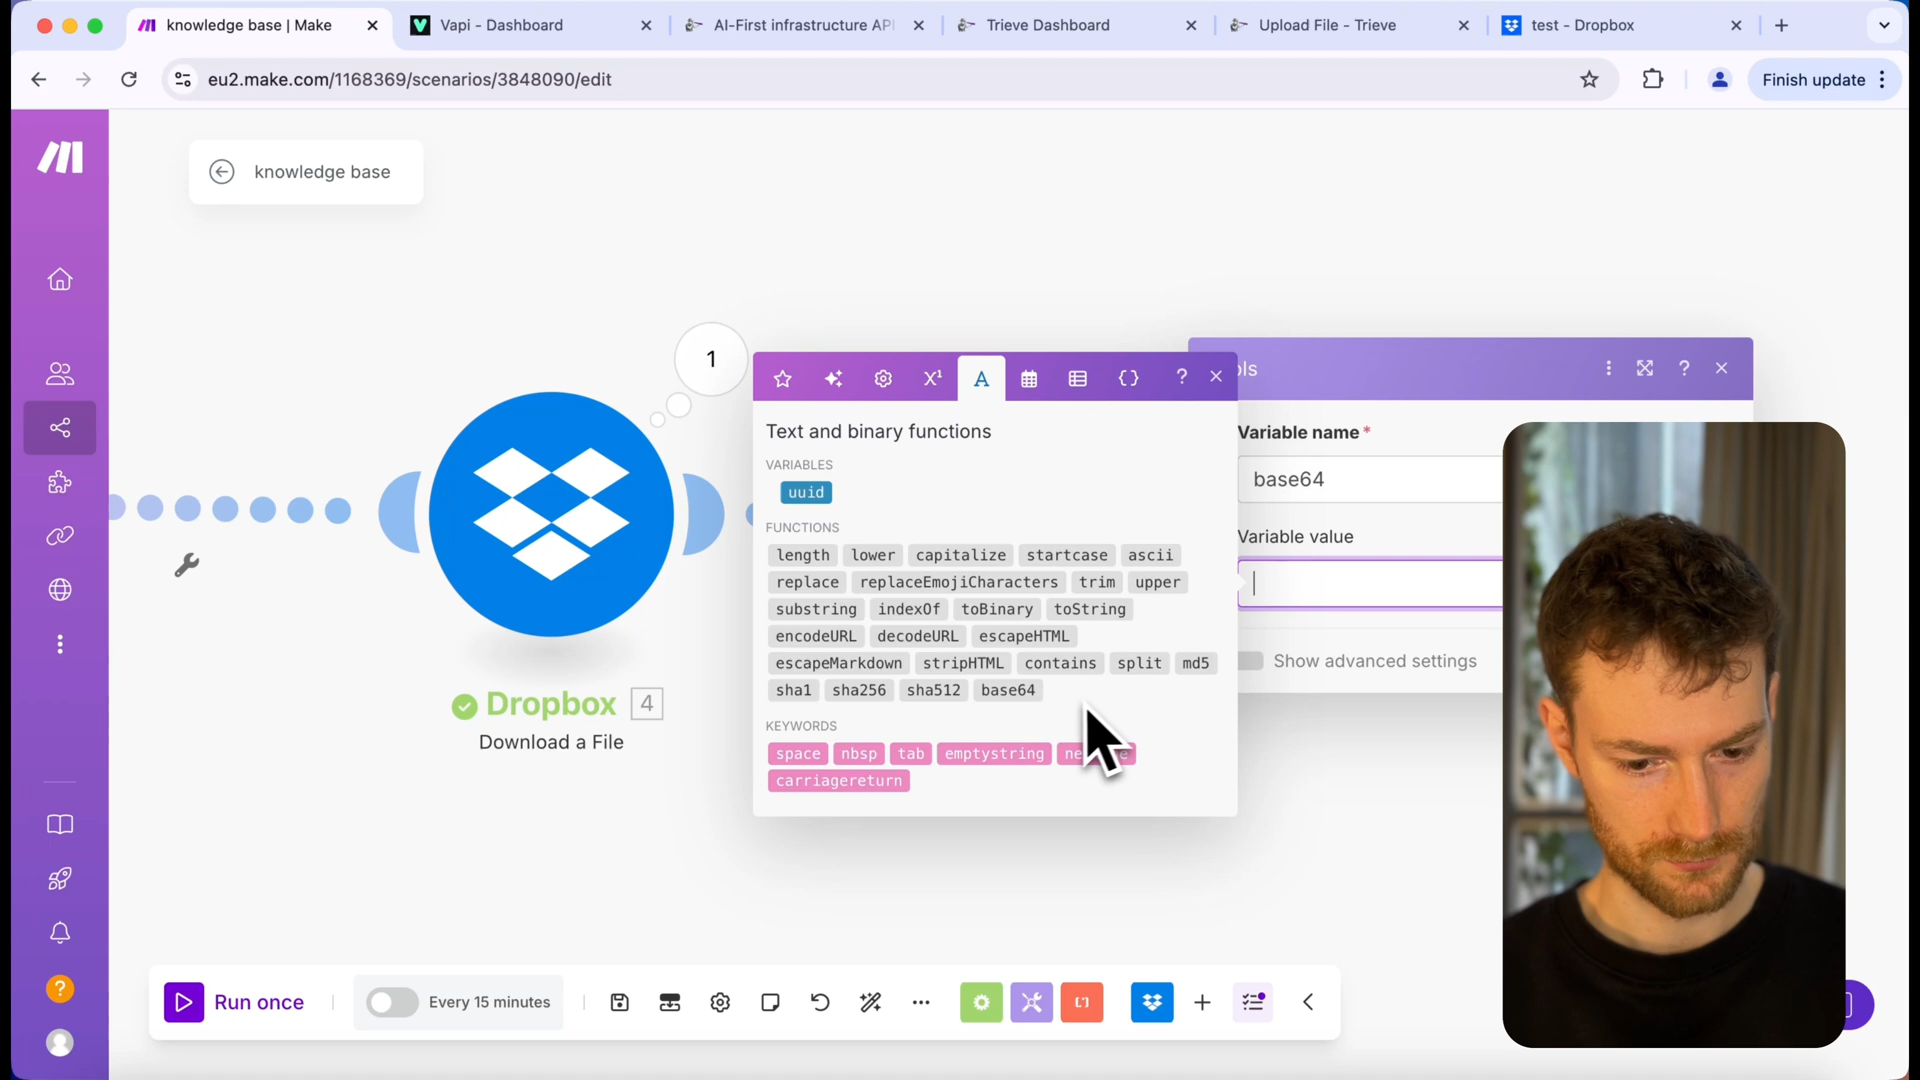 knowledge base | Make
Vapi - Dashboard
AI-First infrastructure API
Trieve Dashboard
Upload File - Trieve
test - Dropbox
eu2.make.com/1168369/scenarios/3848090/edit
Finish update
knowledge base
1
Text and binary functions
VARIABLES
uuid
FUNCTIONS
length lower capitalize startcase ascii
replace replaceEmojiCharacters trim upper
substring indexOf toBinary toString
encodeURL decodeURL escapeHTML
escapeMarkdown stripHTML contains split md5
sha1 sha256 sha512 base64
KEYWORDS
space nbsp tab emptystring
carriagereturn
Variable name *
base64
Variable value
Show advanced settings
Dropbox 4
Download a File
Run once
Every 15 minutes